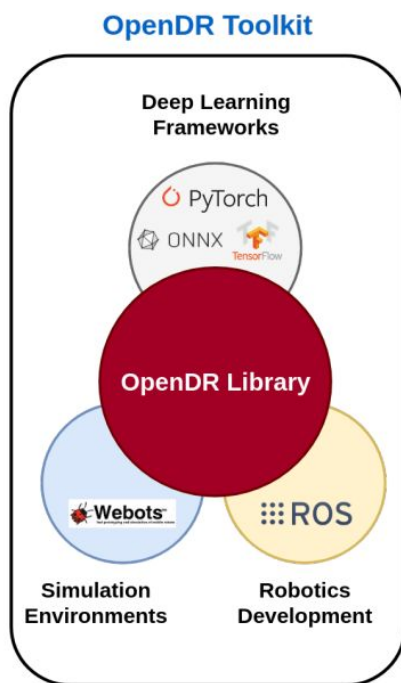 OpenDR Toolkit
Deep Learning
Frameworks
PyTorch
ONNX
TensorFlow
OpenDR Library
Webots
ROS
Simulation
Environments
Robotics
Development